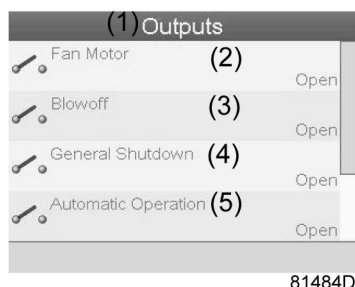 (1) Outputs
Fan Motor (2)
Open
Blowoff (3)
Open
General Shutdown (4)
Open
Automatic Operation (5)
Open
81484D